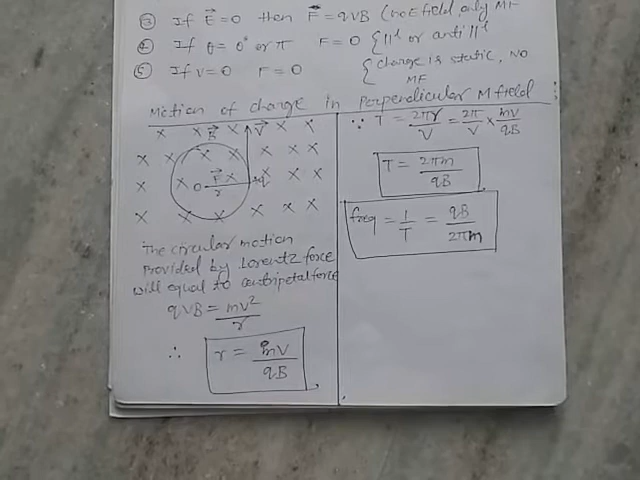 ③ If E⃗=0 then F⃗ = qVB (no E field, only MF
④ If θ=0° or π F = 0 {11ˡ or anti 11ˡ
⑤ If V=0 F = 0 {charge is static, NO MF
Motion of charge in Perpendicular M field
x x B⃗ x V⃗ x x
x x x x x x
x x F⃗ x q x x
O r
x x x x x x
The circular motion
Provided by Lorentz force
will equal to centripetal force
qVB = mv²/r
∴ r = mV/qB
∵ T = 2πr/V = 2π/V × mV/qB
T = 2πm/qB
freq = 1/T = qB/2πm